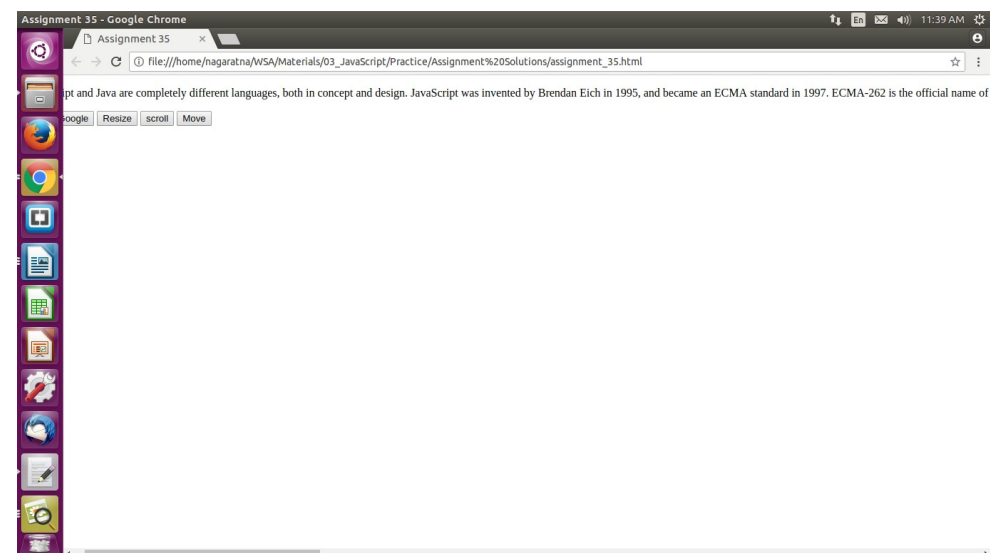 Assignment 35 - Google Chrome
En
11:39 AM
Assignment 35
file:///home/nagaratna/WSA/Materials/03_JavaScript/Practice/Assignment%20Solutions/assignment_35.html
ipt and Java are completely different languages, both in concept and design. JavaScript was invented by Brendan Eich in 1995, and became an ECMA standard in 1997. ECMA-262 is the official name of
oogle Resize scroll Move